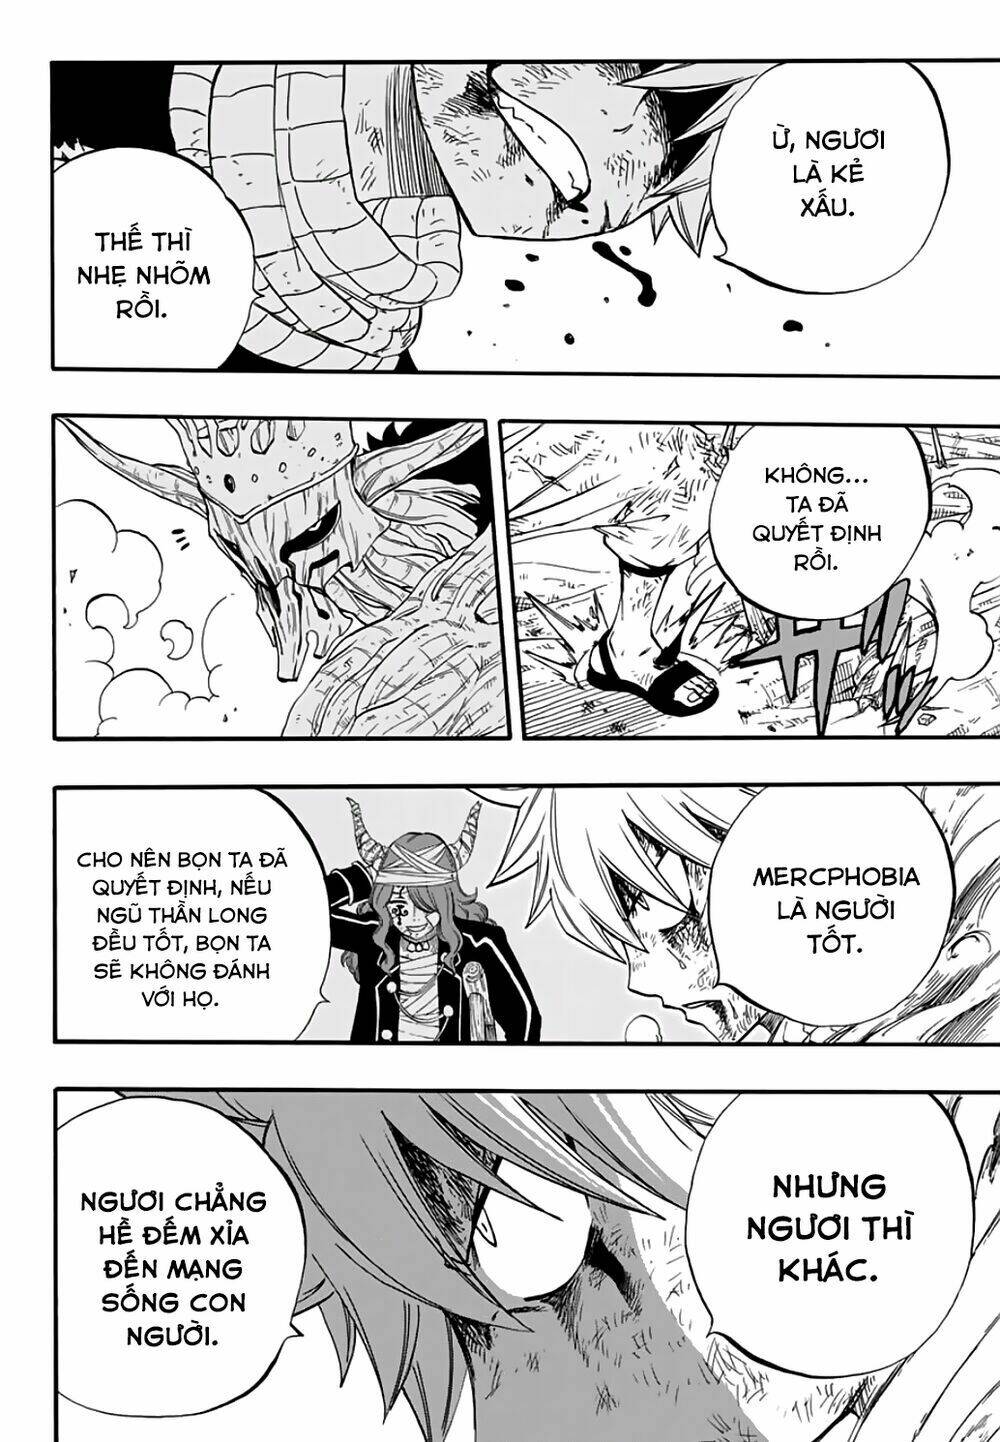 Ừ, NGƯƠI
LÀ KẺ
XẤU.
THẾ THÌ
NHẸ NHÕM
RỒI.
KHÔNG...
TA ĐÃ
QUYẾT ĐỊNH
RỒI.
MERCPHOBIA
LÀ NGƯỜI
TỐT.
CHO NÊN BỌN TA ĐÃ
QUYẾT ĐỊNH, NẾU
NGŨ THẦN LONG
ĐỀU TỐT, BỌN TA
SẼ KHÔNG ĐÁNH
VỚI HỌ.
NHƯNG
NGƯƠI THÌ
KHÁC.
NGƯƠI CHẲNG
HỀ ĐẾM XỈA
ĐẾN MẠNG
SỐNG CON
NGƯỜI.